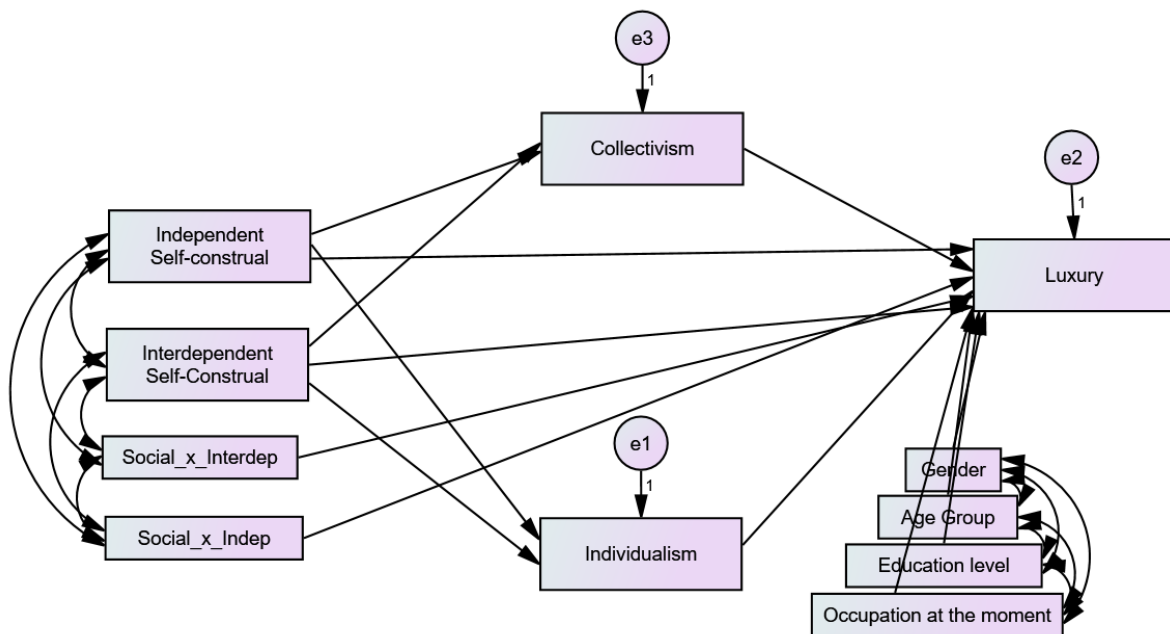 e3
1
Collectivism
e2
1
Independent
Self-construal
Luxury
Interdependent
Self-Construal
e1
1
Social_x_Interdep
Gender
Age Group
Social_x_Indep
Individualism
Education level
Occupation at the moment